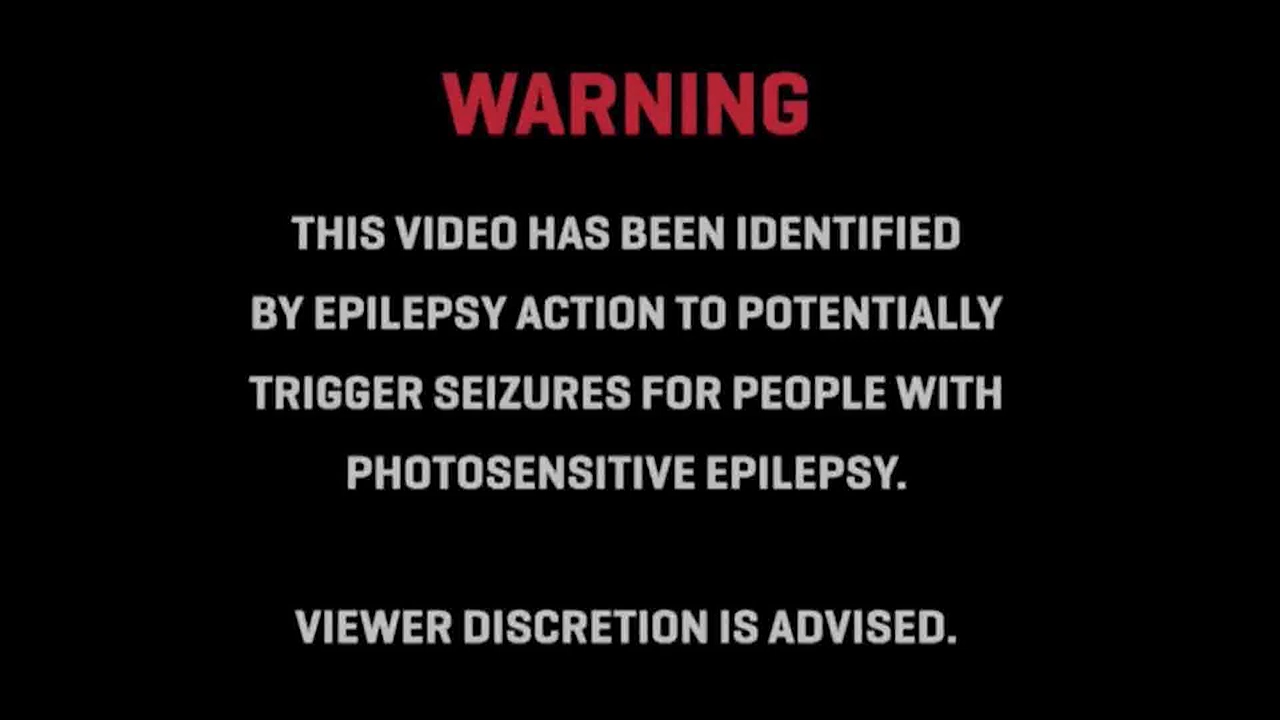 WARNING
THIS VIDEO HAS BEEN IDENTIFIED
BY EPILEPSY ACTION TO POTENTIALLY
TRIGGER SEIZURES FOR PEOPLE WITH
PHOTOSENSITIVE EPILEPSY.
VIEWER DISCRETION IS ADVISED.